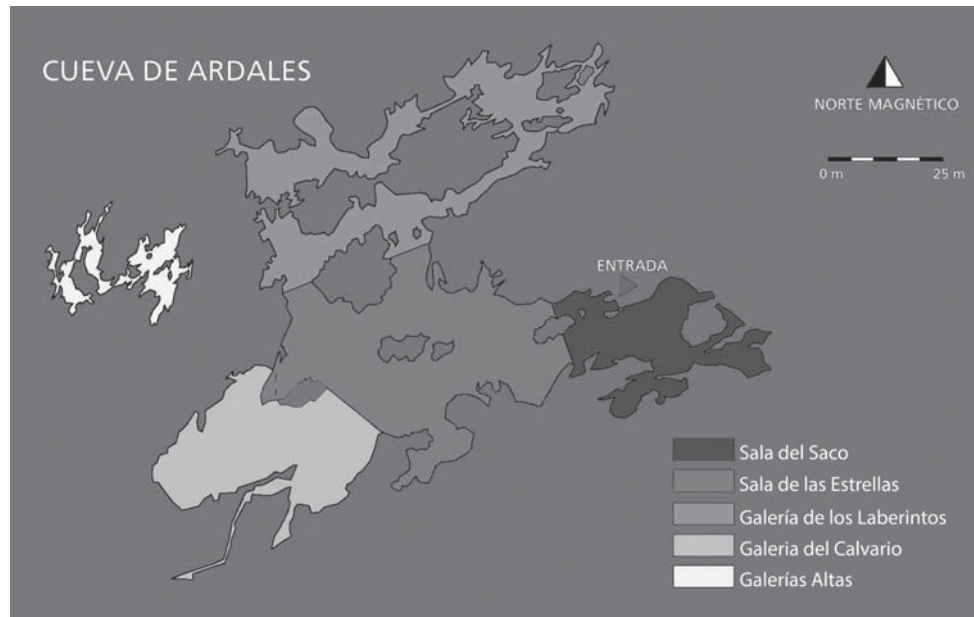 CUEVA DE ARDALES
NORTE MAGNÉTICO
0 m 25 m
ENTRADA
Sala del Saco
Sala de las Estrellas
Galería de los Laberintos
Galeria del Calvario
Galerías Altas